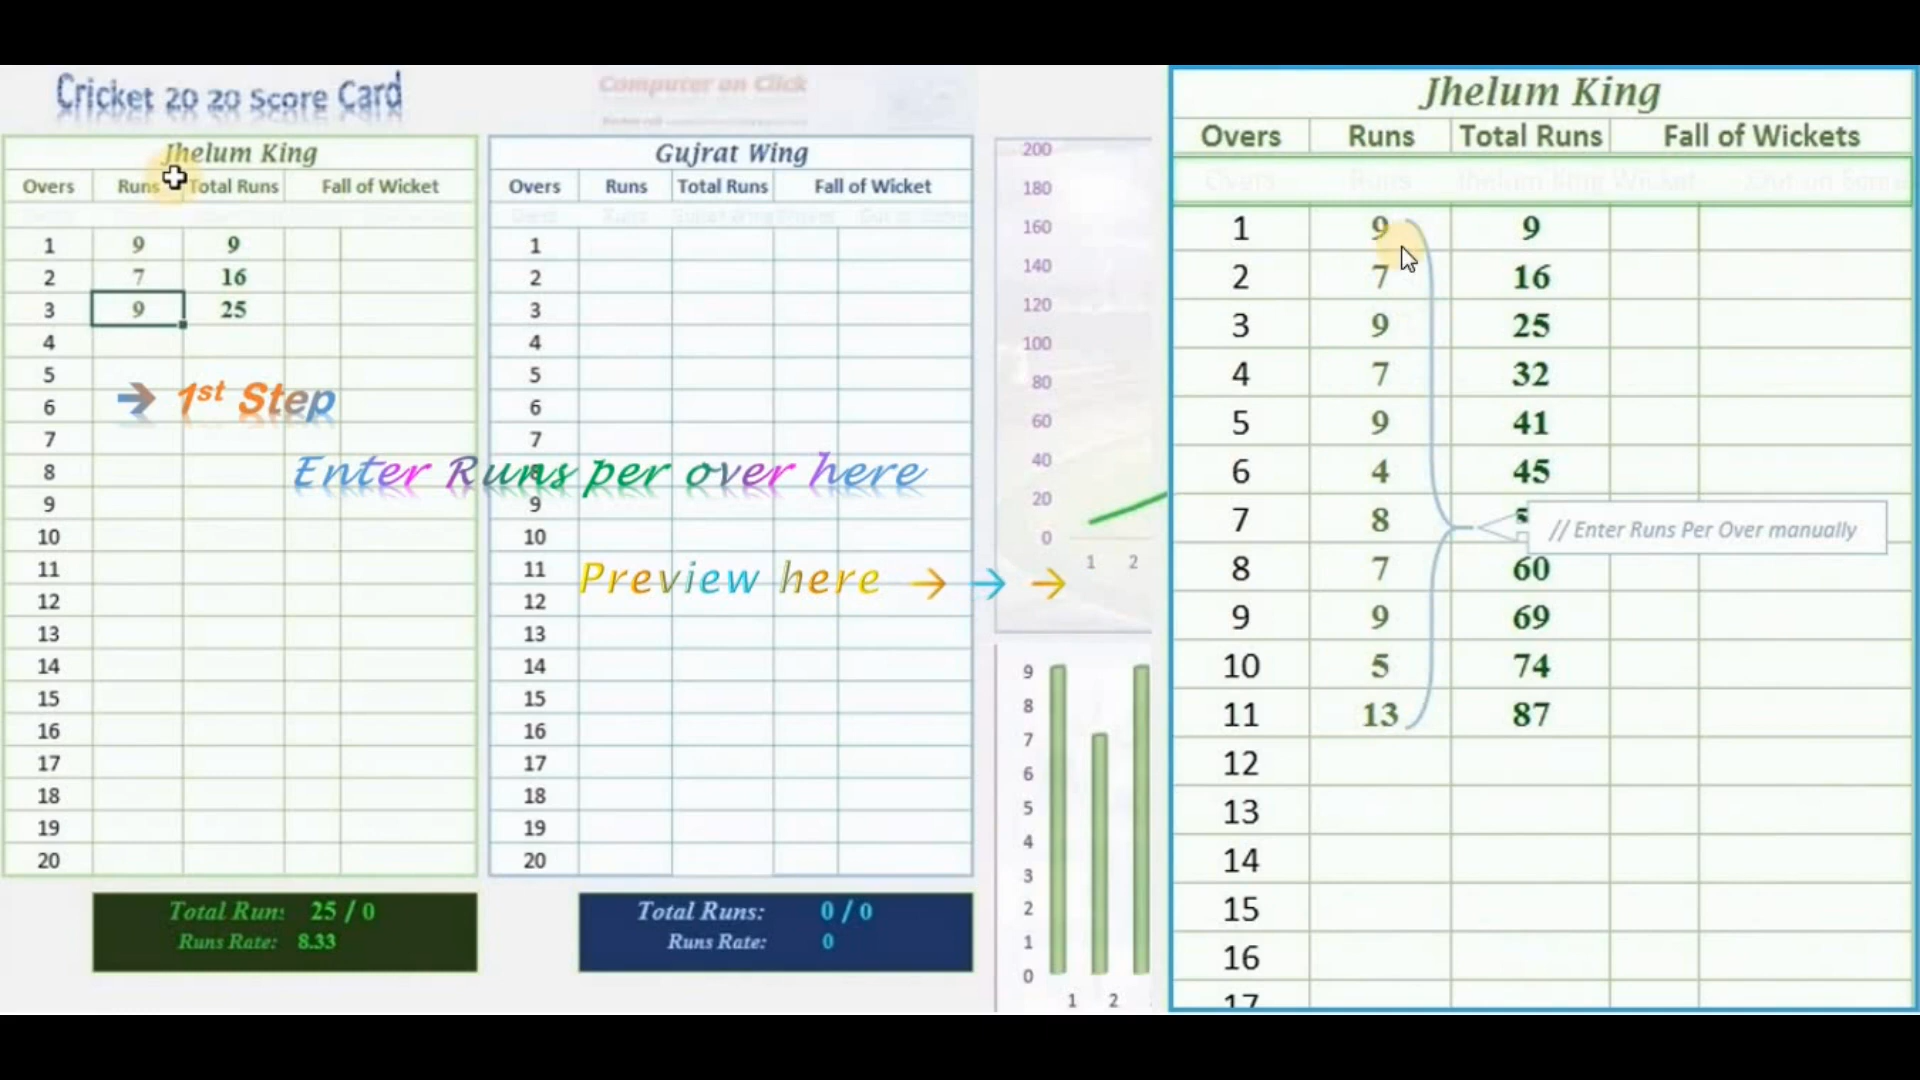 Cricket 20 20 Score Card
Computer on Click
Jhelum King
Overs Runs Total Runs Fall of Wicket
1 9 9
2 7 16
3 9 25
4
5
6
7
8
9
10
11
12
13
14
15
16
17
18
19
20
Total Run: 25 / 0
Runs Rate: 8.33
Gujrat Wing
Overs Runs Total Runs Fall of Wicket
1
2
3
4
5
6
7
8
9
10
11
12
13
14
15
16
17
18
19
20
Total Runs: 0 / 0
Runs Rate: 0
→ 1st Step
Enter Runs per over here
Preview here → → →
200
180
160
140
120
100
80
60
40
20
0
1 2
9
8
7
6
5
4
3
2
1
0
1 2
Jhelum King
Overs Runs Total Runs Fall of Wickets
1 9 9
2 7 16
3 9 25
4 7 32
5 9 41
6 4 45
7 8
// Enter Runs Per Over manually
8 7 60
9 9 69
10 5 74
11 13 87
12
13
14
15
16
17